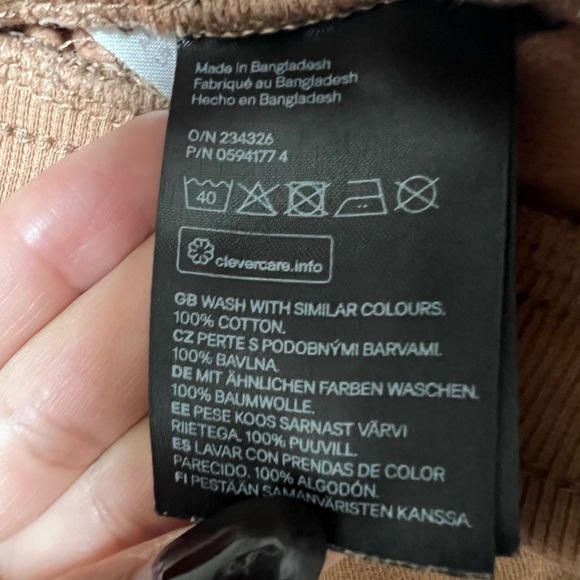 Made in Bangladesh
Fabriqué au Bangladesh
Hecho en Bangladesh
O/N 234326
P/N 0594177 4
40
clevercare.info
GB WASH WITH SIMILAR COLOURS.
100% COTTON.
CZ PERTE S PODOBNÝMI BARVAMI.
100% BAVLNA.
DE MIT ÄHNLICHEN FARBEN WASCHEN.
100% BAUMWOLLE.
EE PESE KOOS SARNAST VÄRVI
RIIETEGA. 100% PUUVILL.
ES LAVAR CON PRENDAS DE COLOR
PARECIDO. 100% ALGODÓN.
FI PESTÄÄN SAMANVÄRISTEN KANSSA.